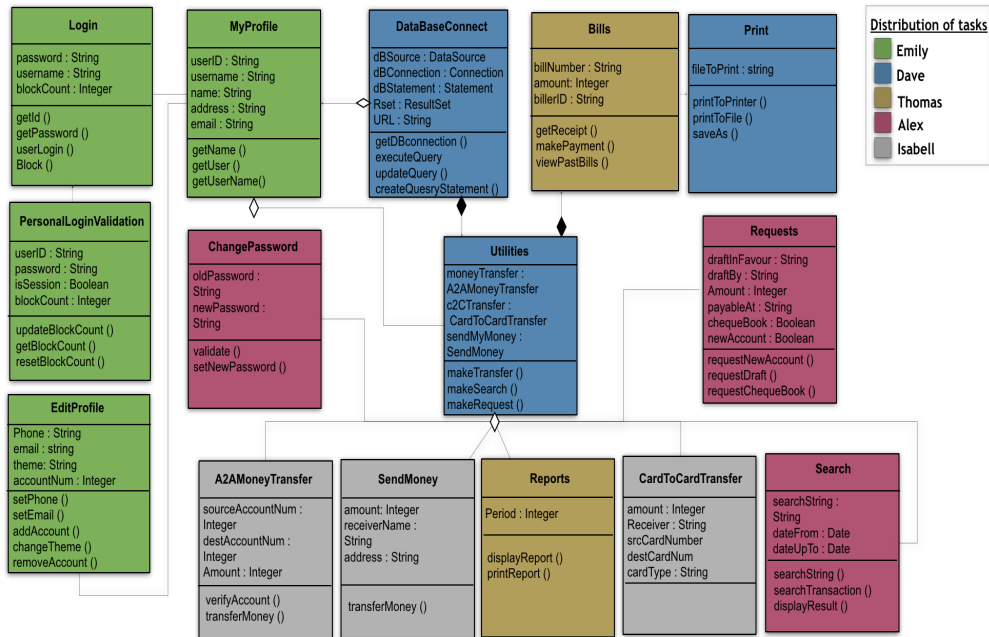 Login
password : String
username : String
blockCount : Integer
getId ()
getPassword ()
userLogin ()
Block ()
MyProfile
userID : String
username : String
name: String
address : String
email : String
getName ()
getUser ()
getUserName()
DataBaseConnect
dBSource : DataSource
dBConnection : Connection
dBStatement : Statement
Rset : ResultSet
URL : String
getDBconnection ()
executeQuery
updateQuery ()
createQuesryStatement ()
Bills
billNumber : String
amount: Integer
billerID : String
getReceipt ()
makePayment ()
viewPastBills ()
Print
fileToPrint : string
printToPrinter ()
printToFile ()
saveAs ()
Distribution of tasks
Emily
Dave
Thomas
Alex
Isabell
PersonalLoginValidation
userID : String
password : String
isSession : Boolean
blockCount : Integer
updateBlockCount ()
getBlockCount ()
resetBlockCount ()
ChangePassword
oldPassword :
String
newPassword :
String
validate ()
setNewPassword ()
Utilities
moneyTransfer :
A2AMoneyTransfer
c2CTransfer :
CardToCardTransfer
sendMyMoney :
SendMoney
makeTransfer ()
makeSearch ()
makeRequest ()
Requests
draftInFavour : String
draftBy : String
Amount : Integer
payableAt : String
chequeBook : Boolean
newAccount : Boolean
requestNewAccount ()
requestDraft ()
requestChequeBook ()
EditProfile
Phone : String
email : string
theme: String
accountNum : Integer
setPhone ()
setEmail ()
addAccount ()
changeTheme ()
removeAccount ()
A2AMoneyTransfer
sourceAccountNum :
Integer
destAccountNum :
Integer
Amount : Integer
verifyAccount ()
transferMoney ()
SendMoney
amount: Integer
receiverName :
String
address : String
transferMoney ()
Reports
Period : Integer
displayReport ()
printReport ()
CardToCardTransfer
amount : Integer
Receiver : String
srcCardNumber
destCardNum
cardType : String
Search
searchString :
String
dateFrom : Date
dateUpTo : Date
searchString ()
searchTransaction ()
displayResult ()